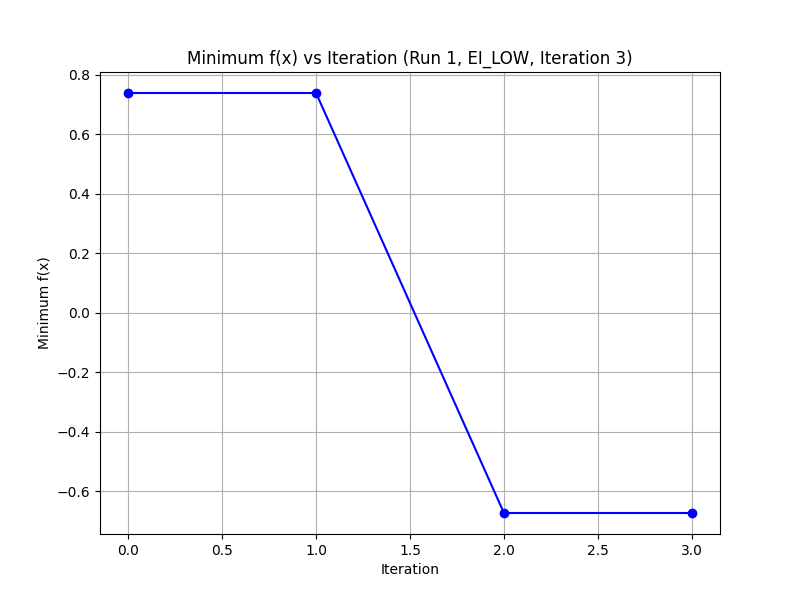 Minimum f(x) vs Iteration (Run 1, EI_LOW, Iteration 3)
Minimum f(x)
0.8
0.6
0.4
0.2
0.0
−0.2
−0.4
−0.6
0.0 0.5 1.0 1.5 2.0 2.5 3.0
Iteration